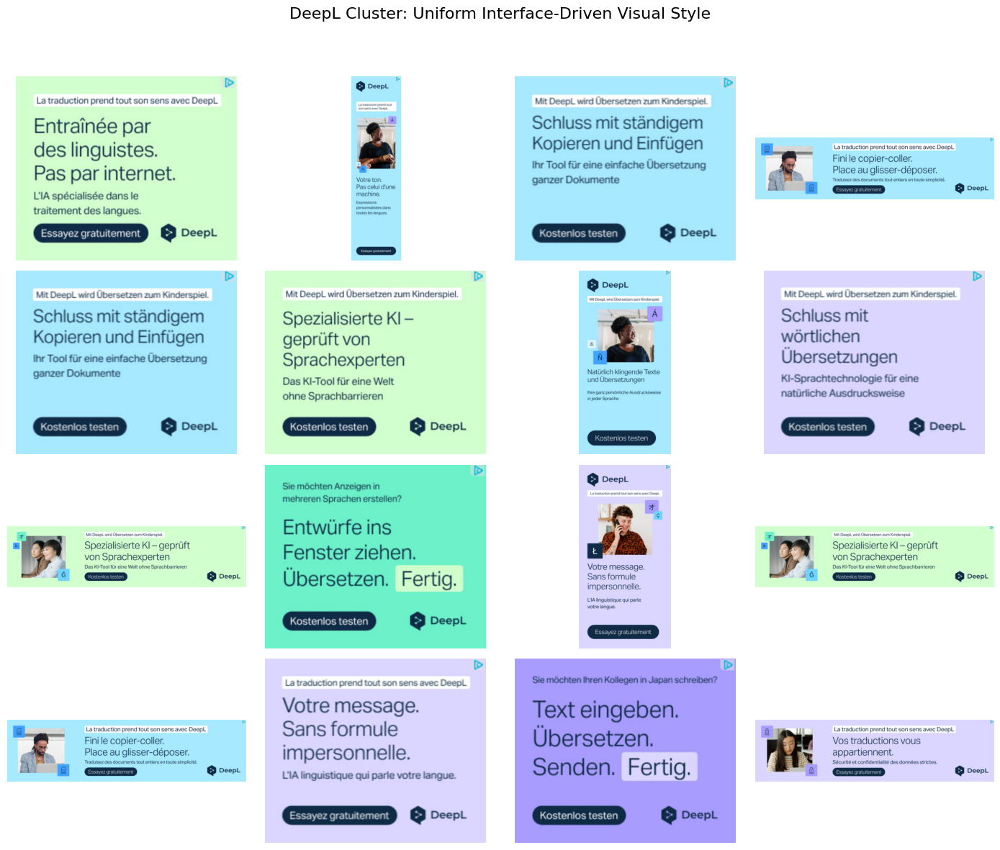 DeepL Cluster: Uniform Interface-Driven Visual Style
La traduction prend tout son sens avec DeepL
Entraînée par
des linguistes.
Pas par internet.
L'IA spécialisée dans le
traitement des langues.
Essayez gratuitement
DeepL
DeepL
La traduction prend tout
son sens avec DeepL
Á
Votre ton.
Pas celui d'une
machine.
Expressions
personnalisées dans
toutes les langues.
Essayez gratuitement
Mit DeepL wird Übersetzen zum Kinderspiel.
Schluss mit ständigem
Kopieren und Einfügen
Ihr Tool für eine einfache Übersetzung
ganzer Dokumente
Kostenlos testen
DeepL
La traduction prend tout son sens avec DeepL
Fini le copier-coller.
Place au glisser-déposer.
Traduisez des documents tout entiers en toute simplicité.
Essayez gratuitement
DeepL
Mit DeepL wird Übersetzen zum Kinderspiel.
Schluss mit ständigem
Kopieren und Einfügen
Ihr Tool für eine einfache Übersetzung
ganzer Dokumente
Kostenlos testen
DeepL
Mit DeepL wird Übersetzen zum Kinderspiel.
Spezialisierte KI –
geprüft von
Sprachexperten
Das KI-Tool für eine Welt
ohne Sprachbarrieren
Kostenlos testen
DeepL
DeepL
Mit DeepL wird Übersetzen zum Kinderspiel.
Á
Ñ
Natürlich klingende Texte
und Übersetzungen
Ihre ganz persönliche Ausdrucksweise
in jeder Sprache
Kostenlos testen
Mit DeepL wird Übersetzen zum Kinderspiel.
Schluss mit
wörtlichen
Übersetzungen
KI-Sprachtechnologie für eine
natürliche Ausdrucksweise
Kostenlos testen
DeepL
オ
Ğ
Mit DeepL wird Übersetzen zum Kinderspiel.
Spezialisierte KI – geprüft
von Sprachexperten
Das KI-Tool für eine Welt ohne Sprachbarrieren
Kostenlos testen
DeepL
Sie möchten Anzeigen in
mehreren Sprachen erstellen?
Entwürfe ins
Fenster ziehen.
Übersetzen. Fertig.
Kostenlos testen
DeepL
DeepL
La traduction prend tout son sens avec DeepL
オ
ç
Ł
Votre message.
Sans formule
impersonnelle.
L'IA linguistique qui parle
votre langue.
Essayez gratuitement
オ
Ğ
Mit DeepL wird Übersetzen zum Kinderspiel.
Spezialisierte KI – geprüft
von Sprachexperten
Das KI-Tool für eine Welt ohne Sprachbarrieren
Kostenlos testen
DeepL
La traduction prend tout son sens avec DeepL
Fini le copier-coller.
Place au glisser-déposer.
Traduisez des documents tout entiers en toute simplicité.
Essayez gratuitement
DeepL
La traduction prend tout son sens avec DeepL
Votre message.
Sans formule
impersonnelle.
L'IA linguistique qui parle votre langue.
Essayez gratuitement
DeepL
Sie möchten Ihren Kollegen in Japan schreiben?
Text eingeben.
Übersetzen.
Senden. Fertig.
Kostenlos testen
DeepL
La traduction prend tout son sens avec DeepL
Vos traductions vous
appartiennent.
Sécurité et confidentialité des données strictes.
Essayez gratuitement
DeepL